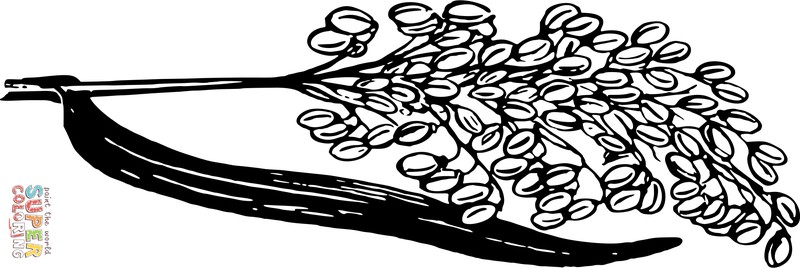 paint the world
SUPER
COLORING